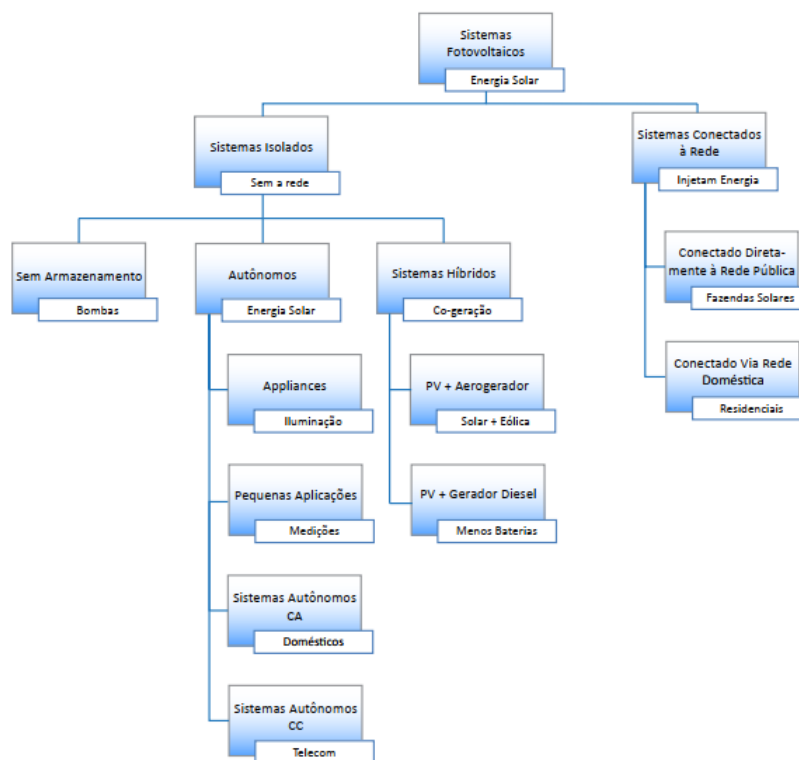 Sistemas
Fotovoltaicos
Energia Solar
Sistemas Isolados
Sem a rede
Sistemas Conectados
à Rede
Injetam Energia
Sem Armazenamento
Bombas
Autônomos
Energia Solar
Sistemas Híbridos
Co-geração
Conectado Direta-
mente à Rede Pública
Fazendas Solares
Appliances
Iluminação
PV + Aerogerador
Solar + Eólica
Conectado Via Rede
Doméstica
Residenciais
Pequenas Aplicações
Medições
PV + Gerador Diesel
Menos Baterias
Sistemas Autônomos
CA
Domésticos
Sistemas Autônomos
CC
Telecom